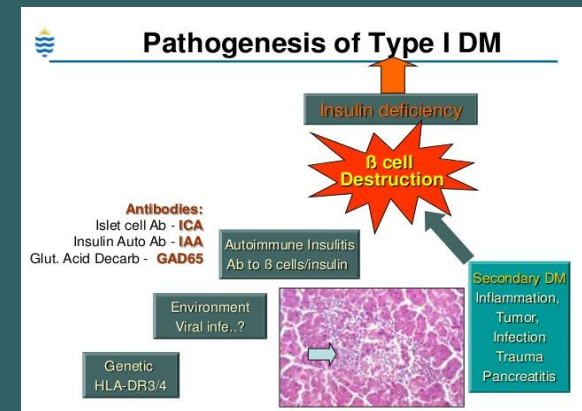 Pathogenesis of Type I DM
Insulin deficiency
ß cell
Destruction
Antibodies:
Islet cell Ab - ICA
Insulin Auto Ab - IAA
Glut. Acid Decarb - GAD65
Autoimmune Insulitis
Ab to ß cells/insulin
Environment
Viral infe..?
Genetic
HLA-DR3/4
Secondary DM
Inflammation,
Tumor,
Infection
Trauma
Pancreatitis